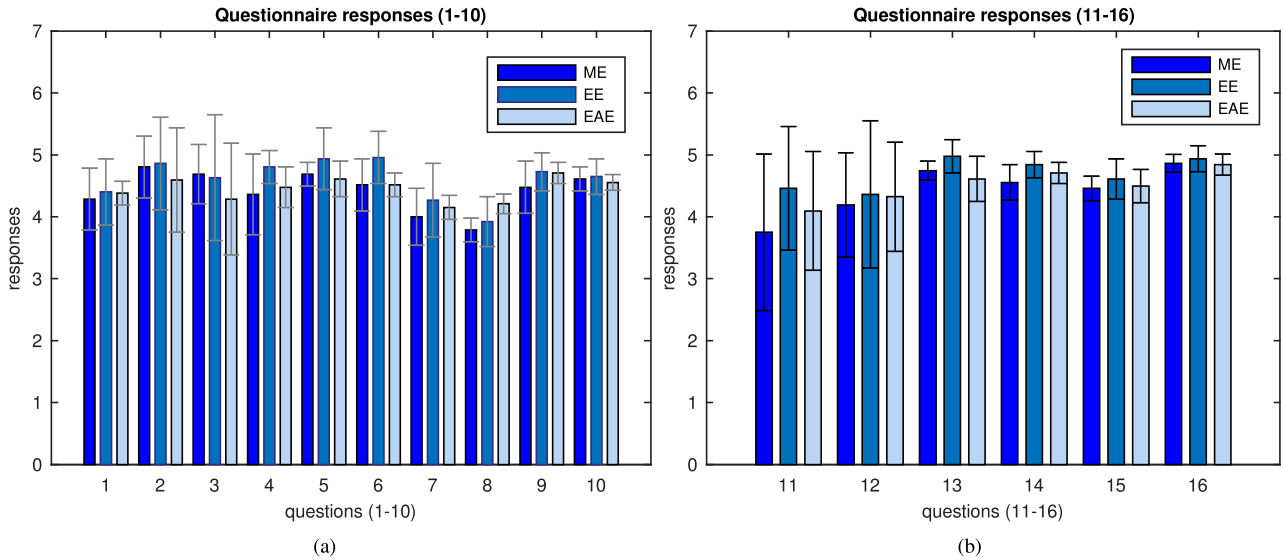 Questionnaire responses (1-10)
7
6
5
4
3
2
1
0
responses
ME
EE
EAE
1 2 3 4 5 6 7 8 9 10
questions (1-10)
(a)
Questionnaire responses (11-16)
7
6
5
4
3
2
1
0
responses
ME
EE
EAE
11 12 13 14 15 16
questions (11-16)
(b)